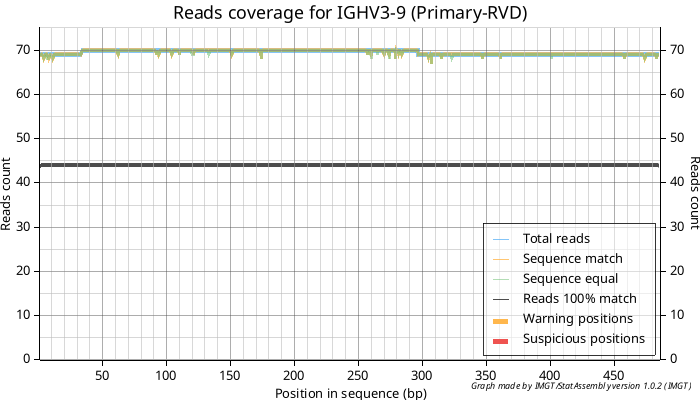 Reads coverage for IGHV3-9 (Primary-RVD)
70
60
50
40
30
20
10
0
Reads count
70
60
50
40
30
20
10
0
Reads count
50
100
150
200
250
300
350
400
450
Position in sequence (bp)
Total reads
Sequence match
Sequence equal
Reads 100% match
Warning positions
Suspicious positions
Graph made by IMGT/StatAssembly version 1.0.2 (IMGT)